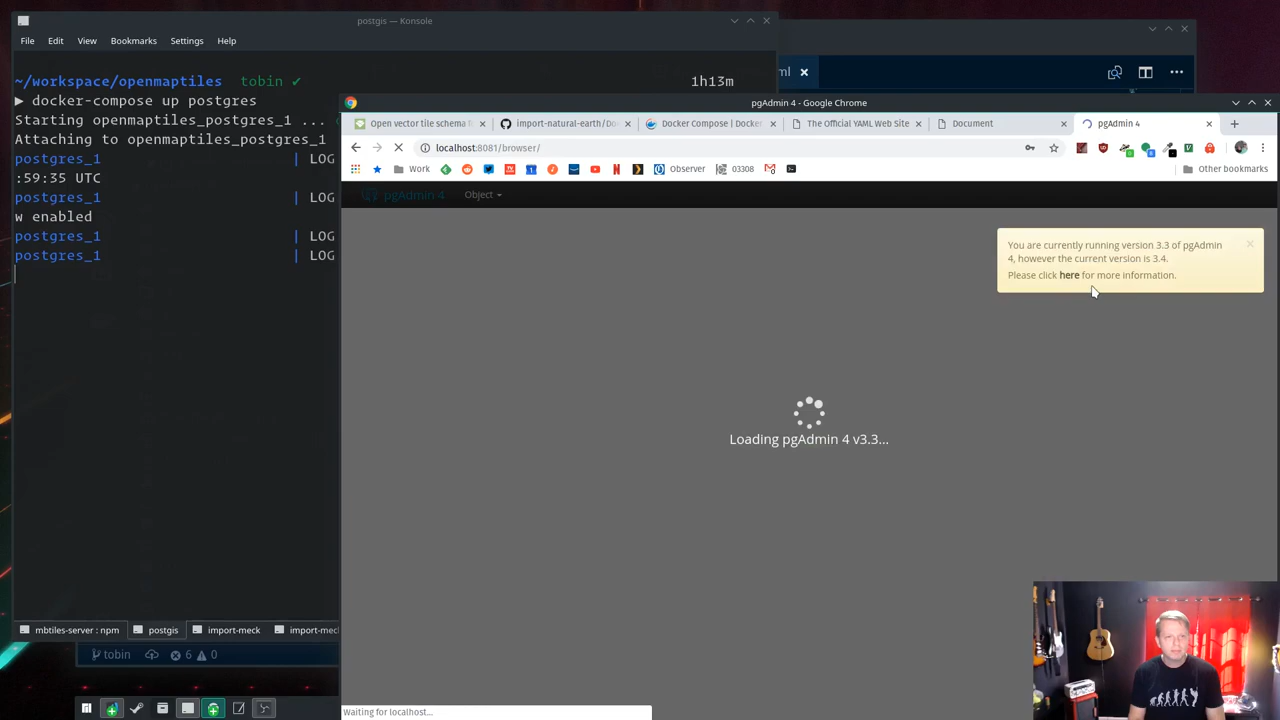 postgis — Konsole
File Edit View Bookmarks Settings Help
~/workspace/openmaptiles tobin ✔ 1h13m
▶ docker-compose up postgres
Starting openmaptiles_postgres_1 ...
Attaching to openmaptiles_postgres_1
postgres_1 | LOG
:59:35 UTC
postgres_1 | LOG
w enabled
postgres_1 | LOG
postgres_1 | LOG
mbtiles-server : npm postgis import-meck import-meck
tobin 6 0
ml
pgAdmin 4 - Google Chrome
Open vector tile schema f import-natural-earth/Do Docker Compose | Docker The Official YAML Web Site Document pgAdmin 4
localhost:8081/browser/
Work Observer 03308 Other bookmarks
pgAdmin 4 Object
You are currently running version 3.3 of pgAdmin
4, however the current version is 3.4.
Please click here for more information.
Loading pgAdmin 4 v3.3...
Waiting for localhost...